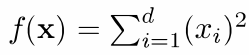 f(𝐱) = ∑_{i=1}^{d}(x_i)^2